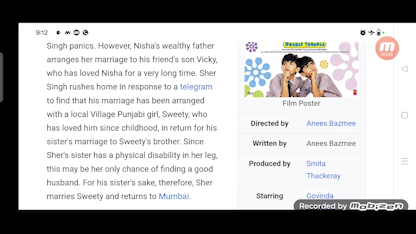 9:12
Singh panics. However, Nisha's wealthy father
arranges her marriage to his friend's son Vicky,
who has loved Nisha for a very long time. Sher
Singh rushes home in response to a telegram
to find that his marriage has been arranged
with a local Village Punjabi girl, Sweety, who
has loved him since childhood, in return for his
sister's marriage to Sweety's brother. Since
Sher's sister has a physical disability in her leg,
this may be her only chance of finding a good
husband. For his sister's sake, therefore, Sher
marries Sweety and returns to Mumbai.
Film Poster
Directed by Anees Bazmee
Written by Anees Bazmee
Produced by Smita
Thackeray
Starring Govinda
Recorded by Mobizen